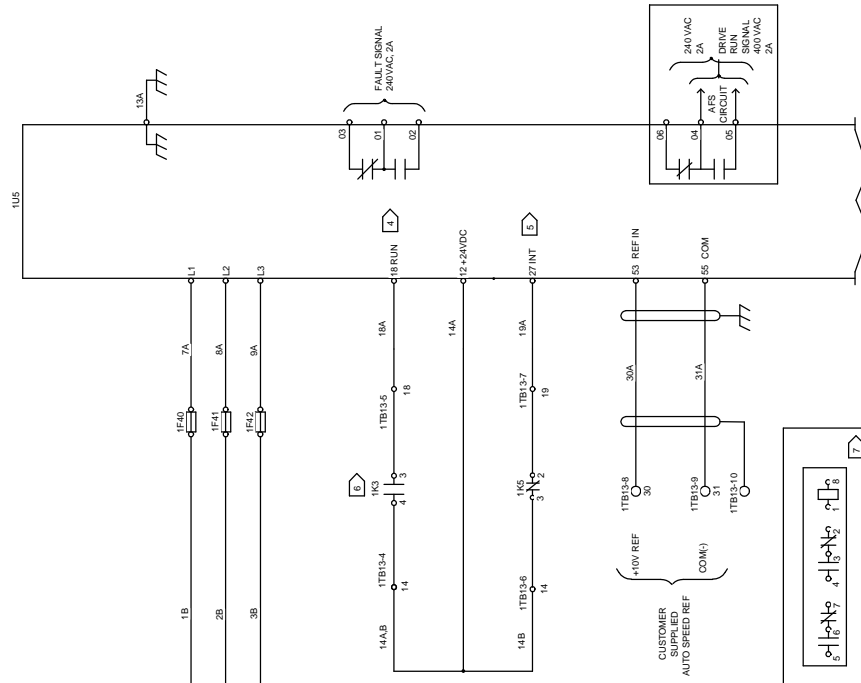 1U5
13A
03
01
02
FAULT SIGNAL
240VAC, 2A
06
04
05
AFS
CIRCUIT
240 VAC
2A
DRIVE
RUN
SIGNAL
400 VAC
2A
1B
1F40
7A
L1
2B
1F41
8A
L2
3B
1F42
9A
L3
14A,B
1TB13-4
14
6
1K3
4
3
1TB13-5
18
18A
18 RUN
4
14A
12 +24VDC
14B
1TB13-6
14
1K5
3
2
1TB13-7
19
19A
27 INT
5
CUSTOMER
SUPPLIED
AUTO SPEED REF
+10V REF
1TB13-8
30
30A
53 REF IN
COM(-)
1TB13-9
31
31A
55 COM
1TB13-10
7
5
6
7
4
3
2
1
8